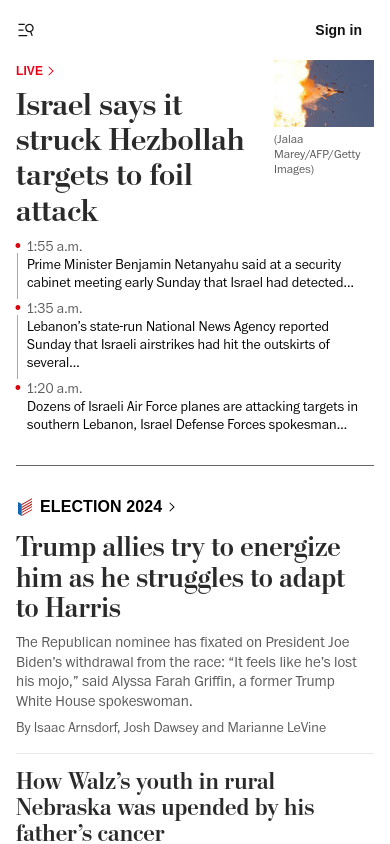 Sign in
LIVE
Israel says it
struck Hezbollah
targets to foil
attack
(Jalaa
Marey/AFP/Getty
Images)
1:55 a.m.
Prime Minister Benjamin Netanyahu said at a security
cabinet meeting early Sunday that Israel had detected...
1:35 a.m.
Lebanon’s state-run National News Agency reported
Sunday that Israeli airstrikes had hit the outskirts of
several...
1:20 a.m.
Dozens of Israeli Air Force planes are attacking targets in
southern Lebanon, Israel Defense Forces spokesman...
ELECTION 2024
Trump allies try to energize
him as he struggles to adapt
to Harris
The Republican nominee has fixated on President Joe
Biden’s withdrawal from the race: “It feels like he’s lost
his mojo,” said Alyssa Farah Griffin, a former Trump
White House spokeswoman.
By Isaac Arnsdorf, Josh Dawsey and Marianne LeVine
How Walz’s youth in rural
Nebraska was upended by his
father’s cancer